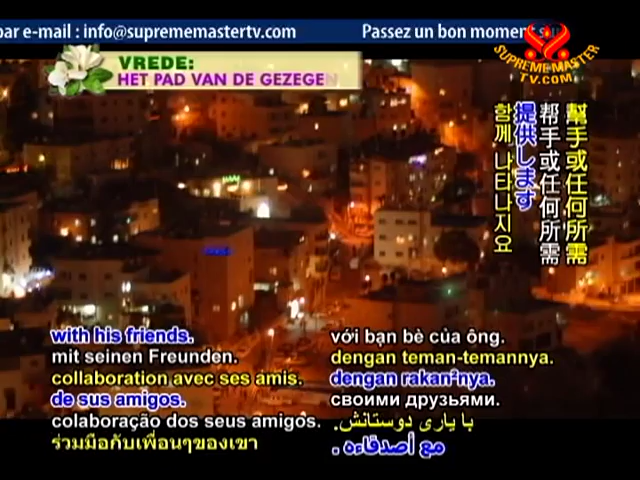 par e-mail : info@suprememastertv.com
Passez un bon moment
SUPREME MASTER
TV.COM
VREDE:
HET PAD VAN DE GEZEGEN
幫手或任何所需
帮手或任何所需
提供します
함께 나타나지요
with his friends.
mit seinen Freunden.
collaboration avec ses amis.
de sus amigos.
colaboração dos seus amigos.
ร่วมมือกับเพื่อนๆของเขา
với bạn bè của ông.
dengan teman-temannya.
dengan rakan²nya.
своими друзьями.
با یاری دوستانش.
مع أصدقاءه .